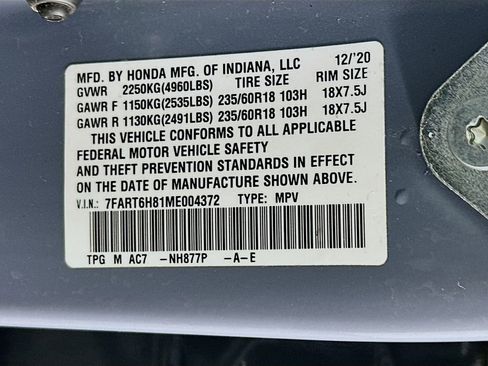 MFD. BY HONDA MFG. OF INDIANA, LLC 12/'20
GVWR 2250KG(4960LBS) TIRE SIZE RIM SIZE
GAWR F 1150KG(2535LBS) 235/60R18 103H 18X7.5J
GAWR R 1130KG(2491LBS) 235/60R18 103H 18X7.5J
THIS VEHICLE CONFORMS TO ALL APPLICABLE
FEDERAL MOTOR VEHICLE SAFETY
AND THEFT PREVENTION STANDARDS IN EFFECT
ON THE DATE OF MANUFACTURE SHOWN ABOVE.
V.I.N.: 7FART6H81ME004372 TYPE: MPV
TPG M AC7 -NH877P -A-E